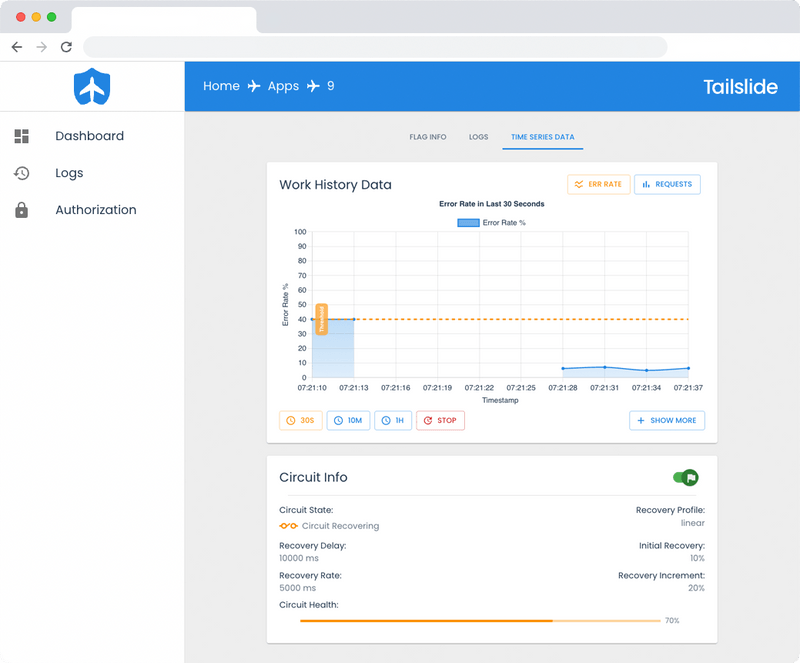 Home Apps 9
Tailslide
Dashboard
Logs
Authorization
FLAG INFO LOGS TIME SERIES DATA
Work History Data
ERR RATE REQUESTS
Error Rate in Last 30 Seconds
Error Rate %
100
90
80
70
60
50
40
30
20
10
0
Error Rate %
Threshold
07:21:10 07:21:13 07:21:16 07:21:19 07:21:22 07:21:25 07:21:28 07:21:31 07:21:34 07:21:37
Timestamp
30S 10M 1H STOP SHOW MORE
Circuit Info
Circuit State:
Circuit Recovering
Recovery Profile:
linear
Recovery Delay:
10000 ms
Initial Recovery:
10%
Recovery Rate:
5000 ms
Recovery Increment:
20%
Circuit Health:
70%